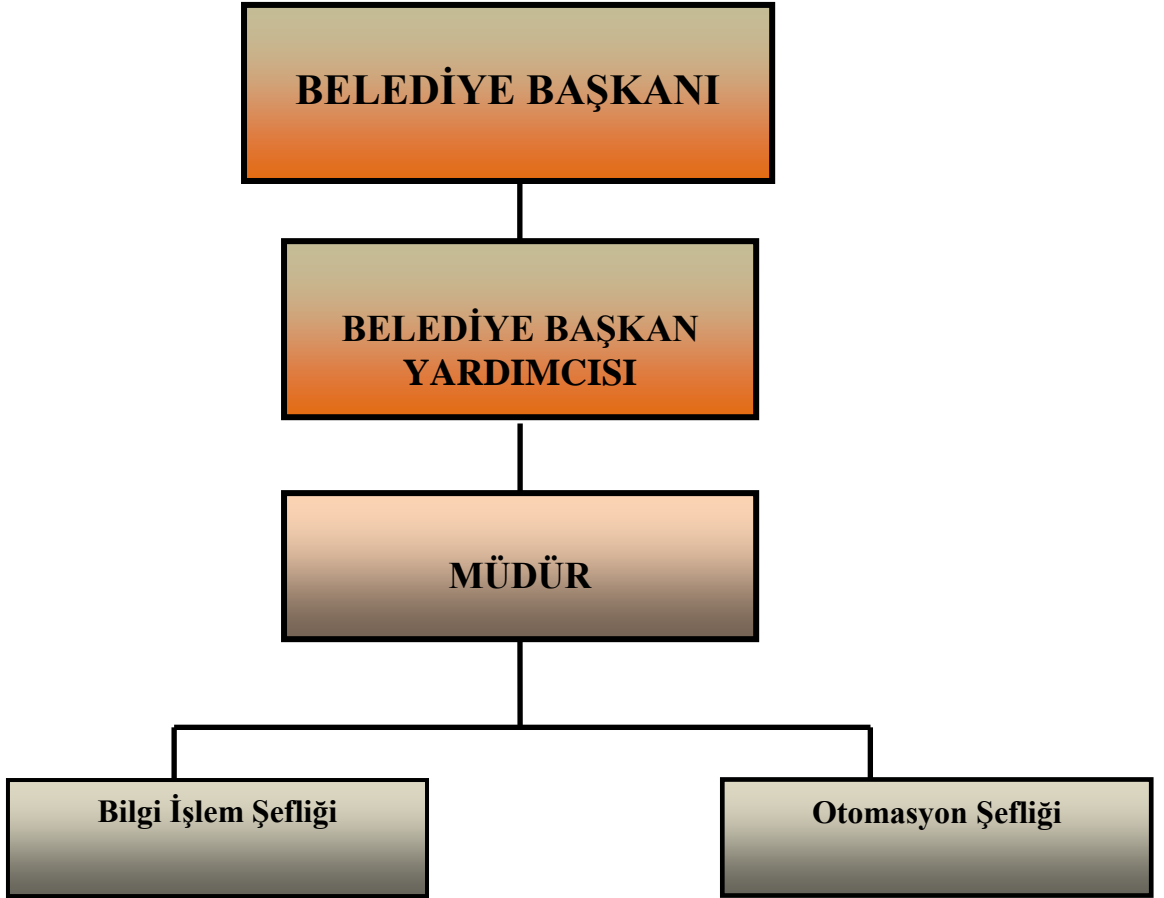 BELEDİYE BAŞKANI
BELEDİYE BAŞKAN
YARDIMCISI
MÜDÜR
Bilgi İşlem Şefliği
Otomasyon Şefliği